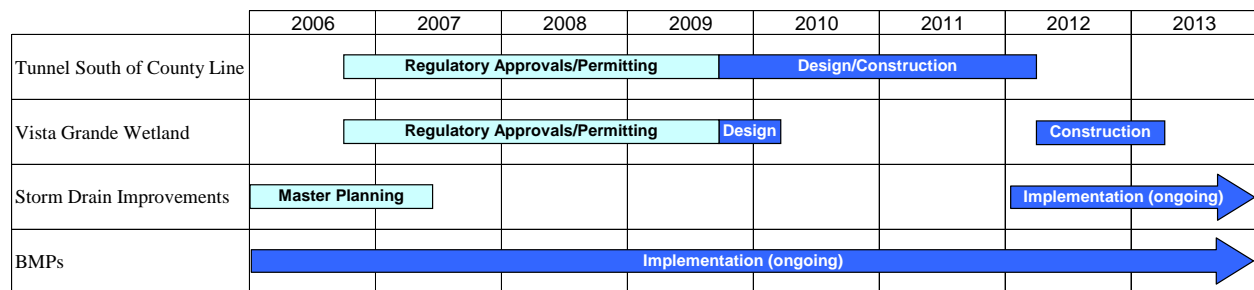 2006 2007 2008 2009 2010 2011 2012 2013
Tunnel South of County Line Regulatory Approvals/Permitting Design/Construction
Vista Grande Wetland Regulatory Approvals/Permitting Design Construction
Storm Drain Improvements Master Planning Implementation (ongoing)
BMPs Implementation (ongoing)